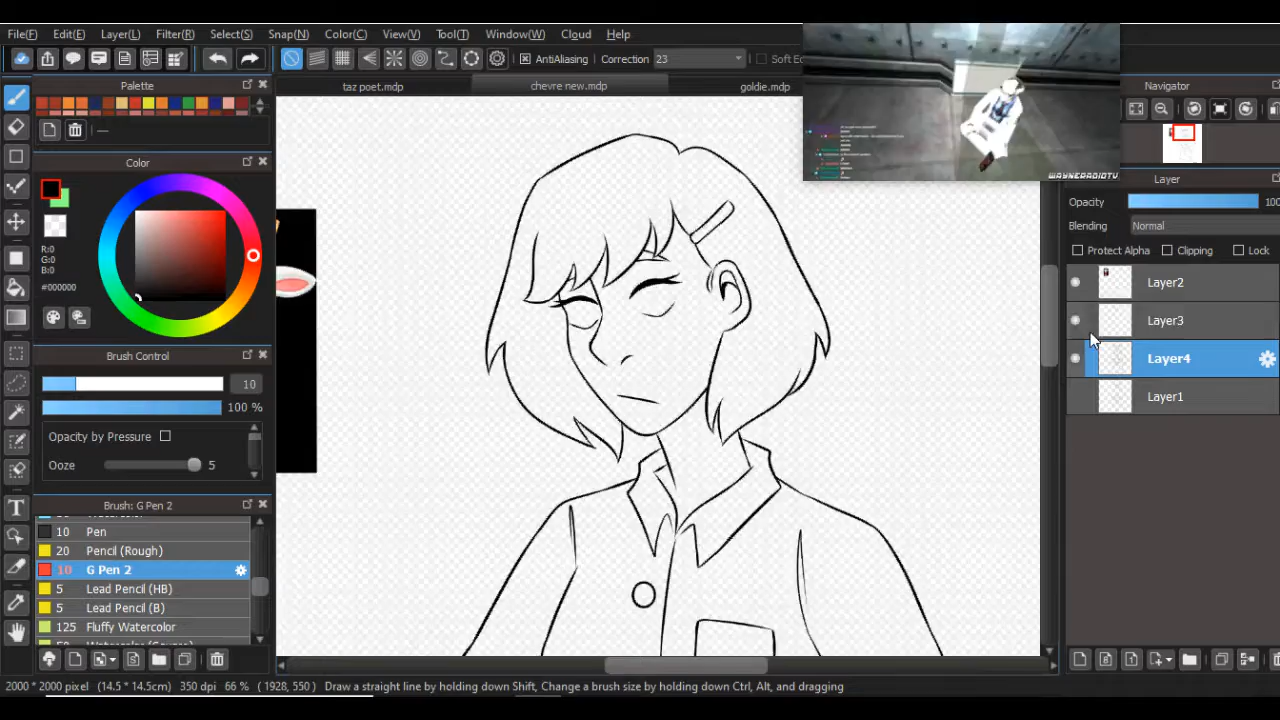 File(F) Edit(E) Layer(L) Filter(R) Select(S) Snap(N) Color(C) View(V) Tool(T) Window(W) Cloud Help
AntiAliasing Correction 23 Soft Ed
Palette
taz poet.mdp chevre new.mdp goldie.mdp
Navigator
WAYNERADIOTV
Color
R:0
G:0
B:0
#000000
Layer
Opacity 100
Blending Normal
Protect Alpha Clipping Lock
Layer2
Layer3
Layer4
Layer1
Brush Control
10
100 %
Opacity by Pressure
Ooze 5
Brush: G Pen 2
10 Pen
20 Pencil (Rough)
10 G Pen 2
5 Lead Pencil (HB)
5 Lead Pencil (B)
125 Fluffy Watercolor
2000 * 2000 pixel (14.5 * 14.5cm) 350 dpi 66 % ( 1928, 550 ) Draw a straight line by holding down Shift, Change a brush size by holding down Ctrl, Alt, and dragging